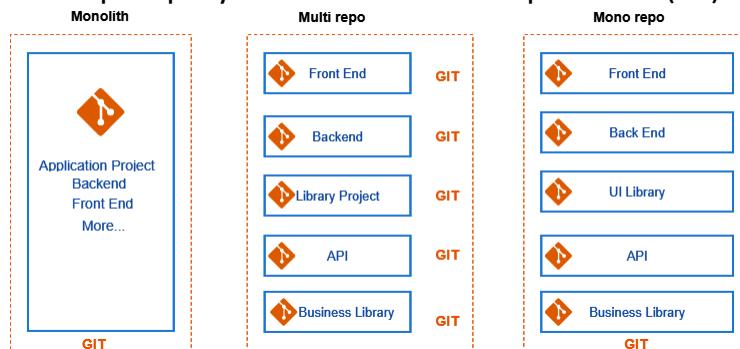 Monolith
Application Project
Backend
Front End
More...
GIT
Multi repo
Front End
GIT
Backend
GIT
Library Project
GIT
API
GIT
Business Library
GIT
Mono repo
Front End
Back End
UI Library
API
Business Library
GIT